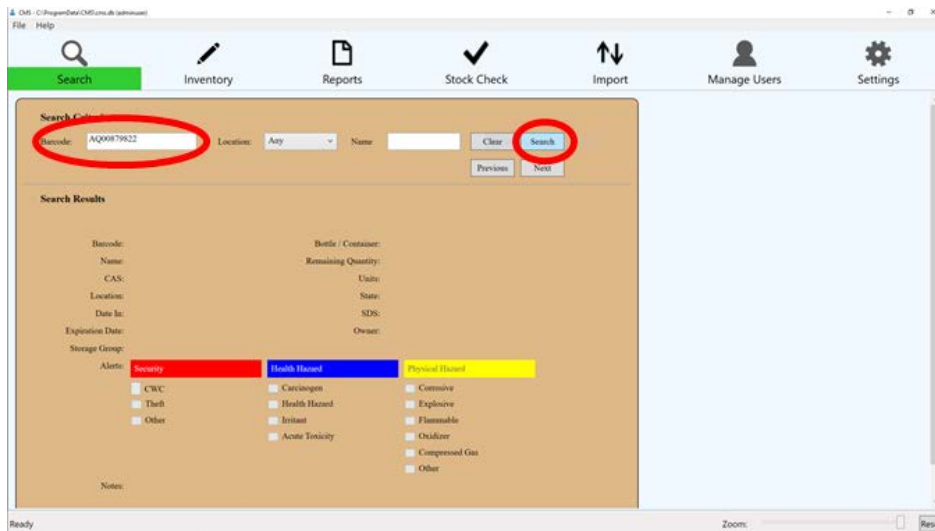 CMS - C:\ProgramData\CMS\cms.db (adminuser)
File Help
Search Inventory Reports Stock Check Import Manage Users Settings
Search
Barcode: AQ00879822 Location: Any Name Clear Search
Previous Next
Search Results
Barcode: Bottle / Container:
Name: Remaining Quantity:
CAS: Units:
Location: State:
Date In: SDS:
Expiration Date: Owner:
Storage Group:
Alerts: Security Health Hazard Physical Hazard
CWC Carcinogen Corrosive
Theft Health Hazard Explosive
Other Irritant Flammable
Acute Toxicity Oxidizer
Compressed Gas
Other
Notes:
Ready Zoom: